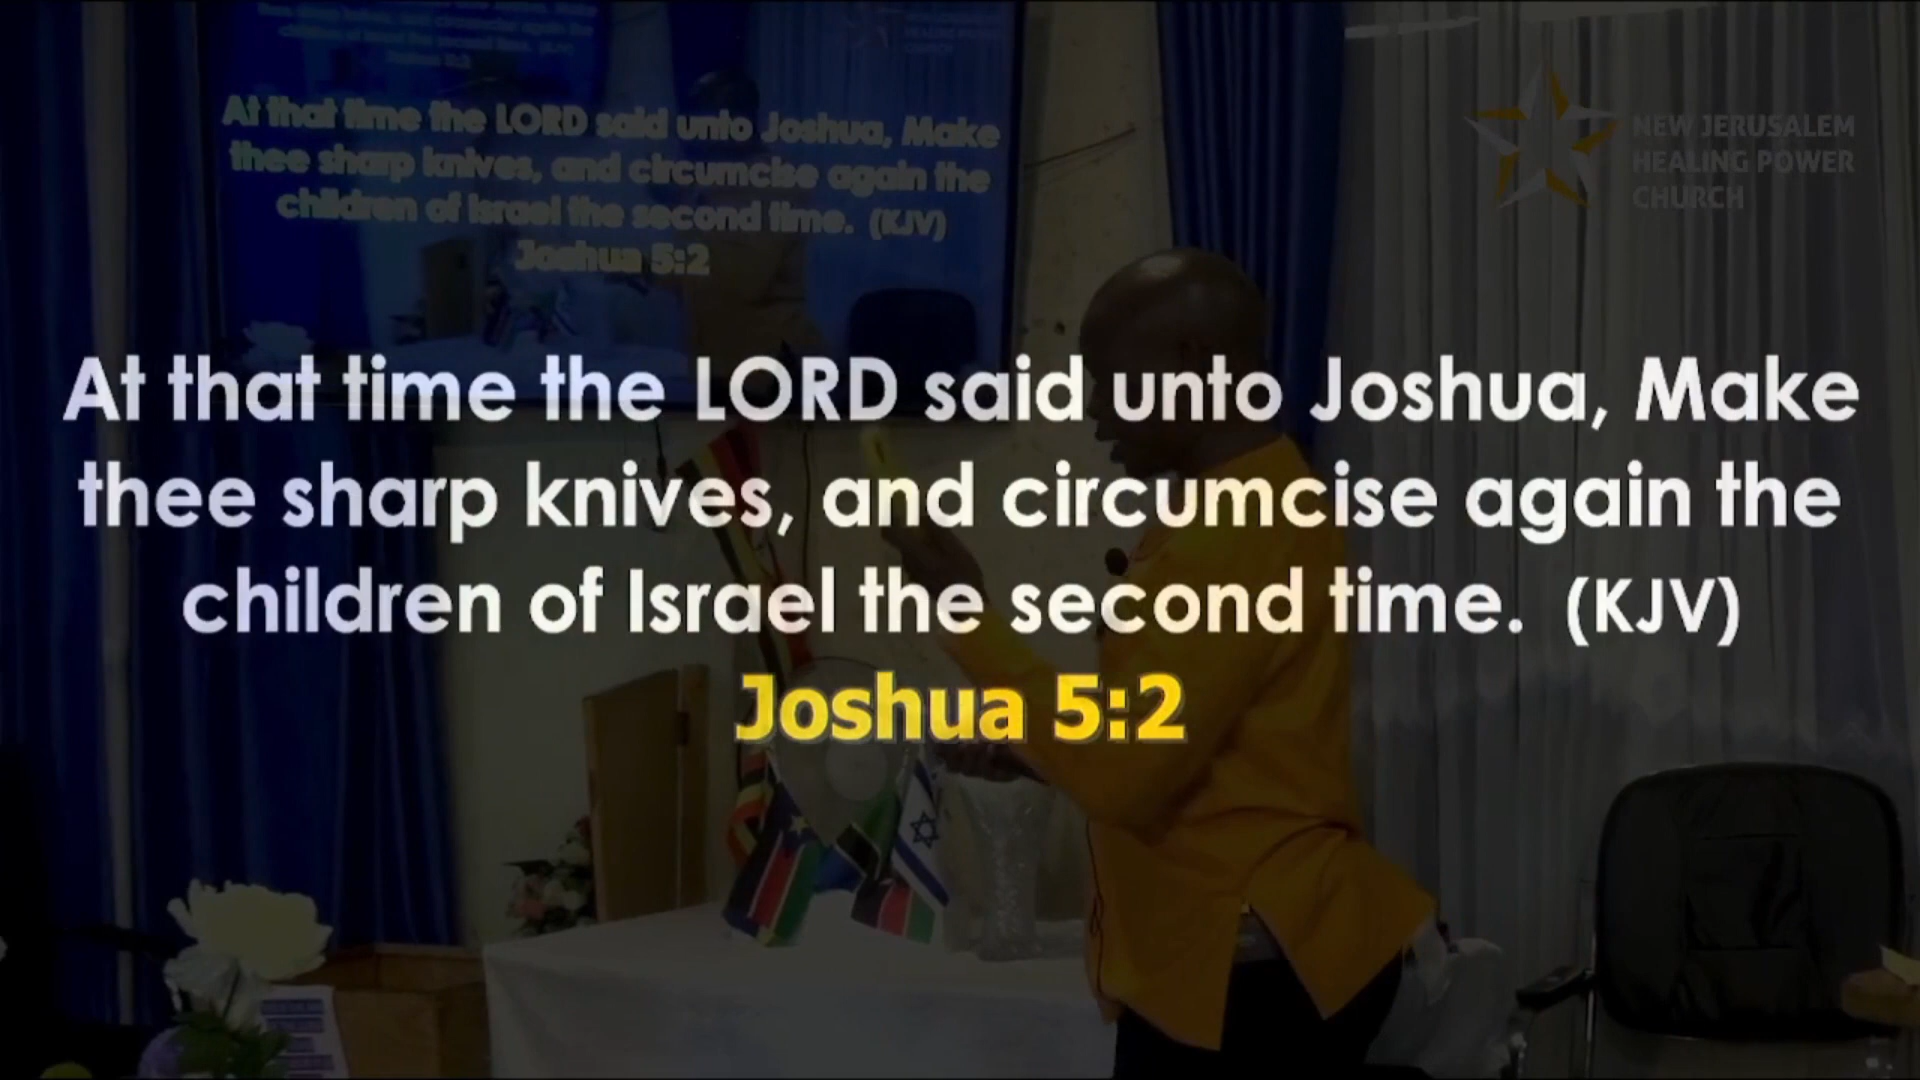 At that time the LORD said unto Joshua, Make
thee sharp knives, and circumcise again the
children of Israel the second time. (KJV)
Joshua 5:2
NEW JERUSALEM
HEALING POWER
CHURCH
At that time the LORD said unto Joshua, Make
thee sharp knives, and circumcise again the
children of Israel the second time. (KJV)
Joshua 5:2